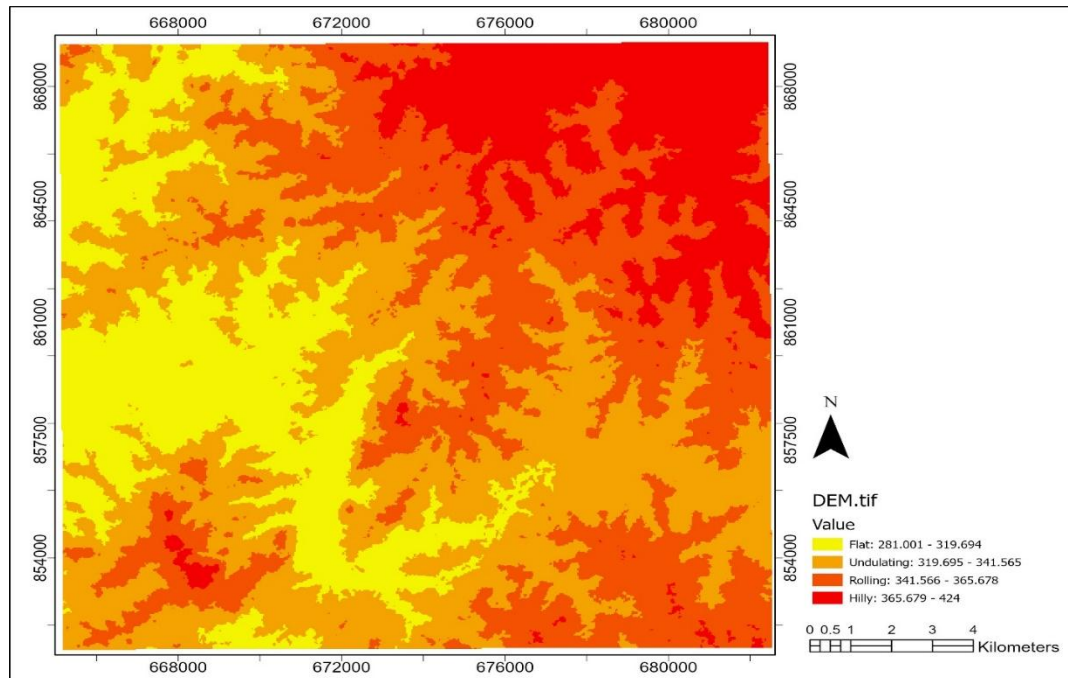 668000 672000 676000 680000
868000 868000
864500 864500
861000 861000
857500 857500
854000 854000
668000 672000 676000 680000
N
DEM.tif
Value
Flat: 281.001 - 319.694
Undulating: 319.695 - 341.565
Rolling: 341.566 - 365.678
Hilly: 365.679 - 424
0 0.5 1 2 3 4
Kilometers